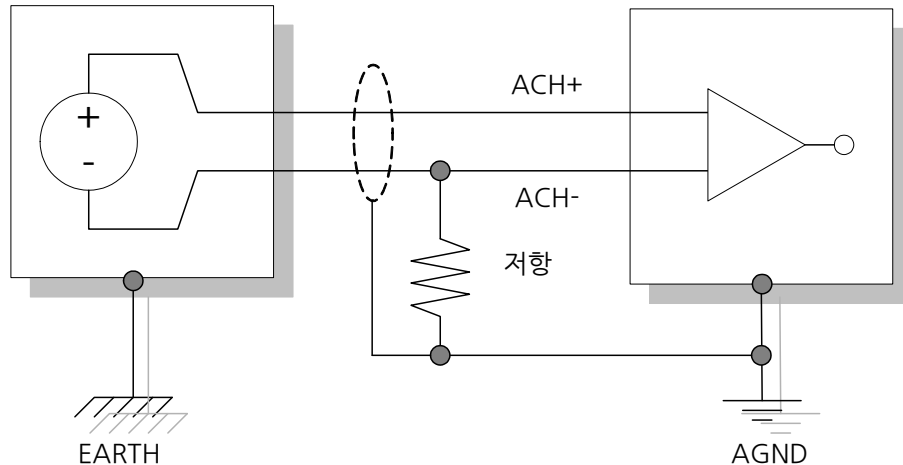 ACH+
+
-
ACH-
저항
EARTH
AGND